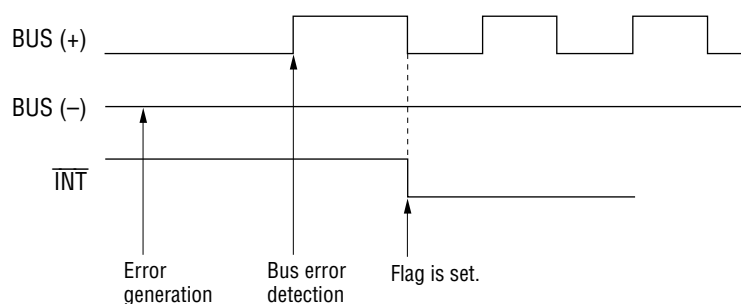 BUS (+)
BUS (–)
INT
Error
generation
Bus error
detection
Flag is set.